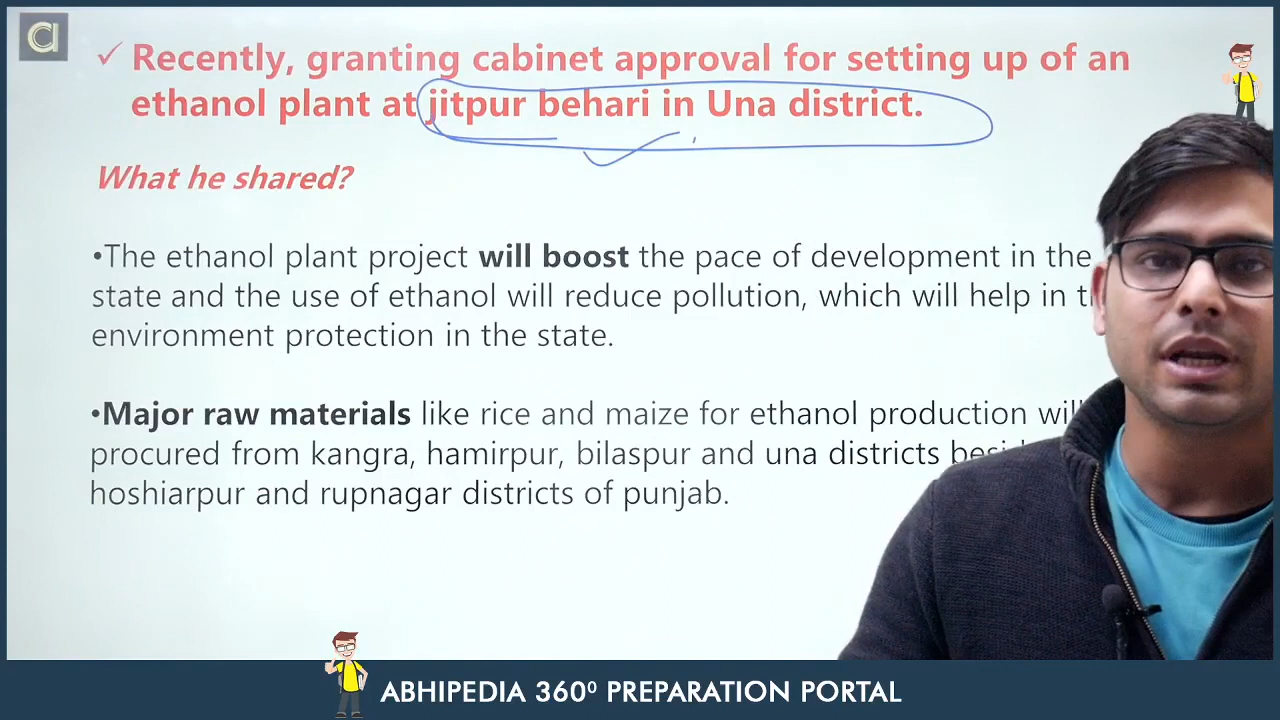 ✓ Recently, granting cabinet approval for setting up of an
ethanol plant at jitpur behari in Una district.
What he shared?
•The ethanol plant project will boost the pace of development in the
state and the use of ethanol will reduce pollution, which will help in
environment protection in the state.
•Major raw materials like rice and maize for ethanol production will
procured from kangra, hamirpur, bilaspur and una districts
hoshiarpur and rupnagar districts of punjab.
ABHIPEDIA 360⁰ PREPARATION PORTAL